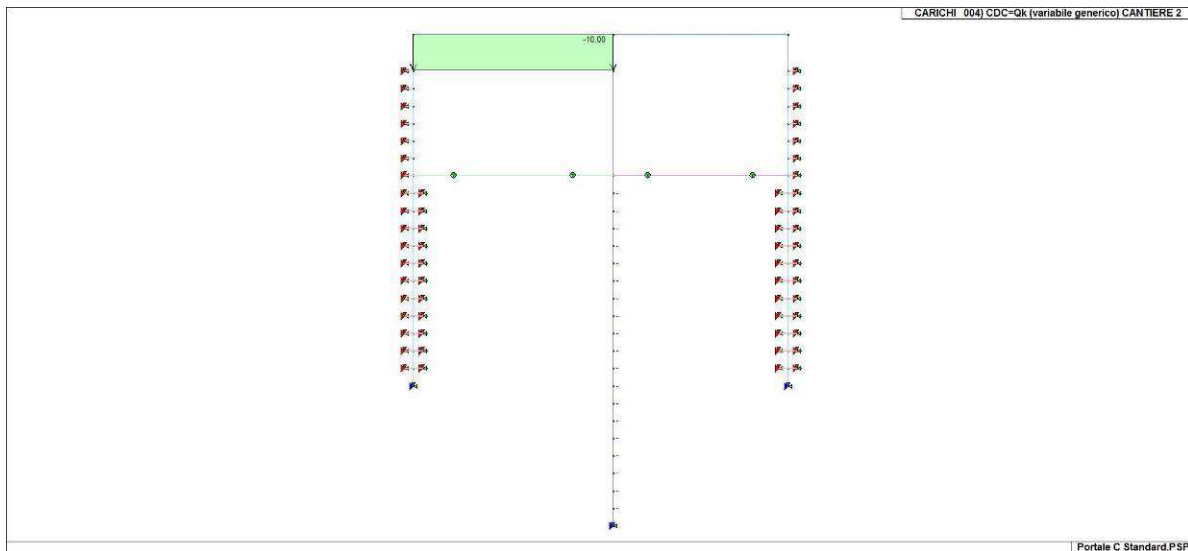 CARICHI 004) CDC=Qk (variabile generico) CANTIERE 2
-10.00
Portale C Standard.PSP